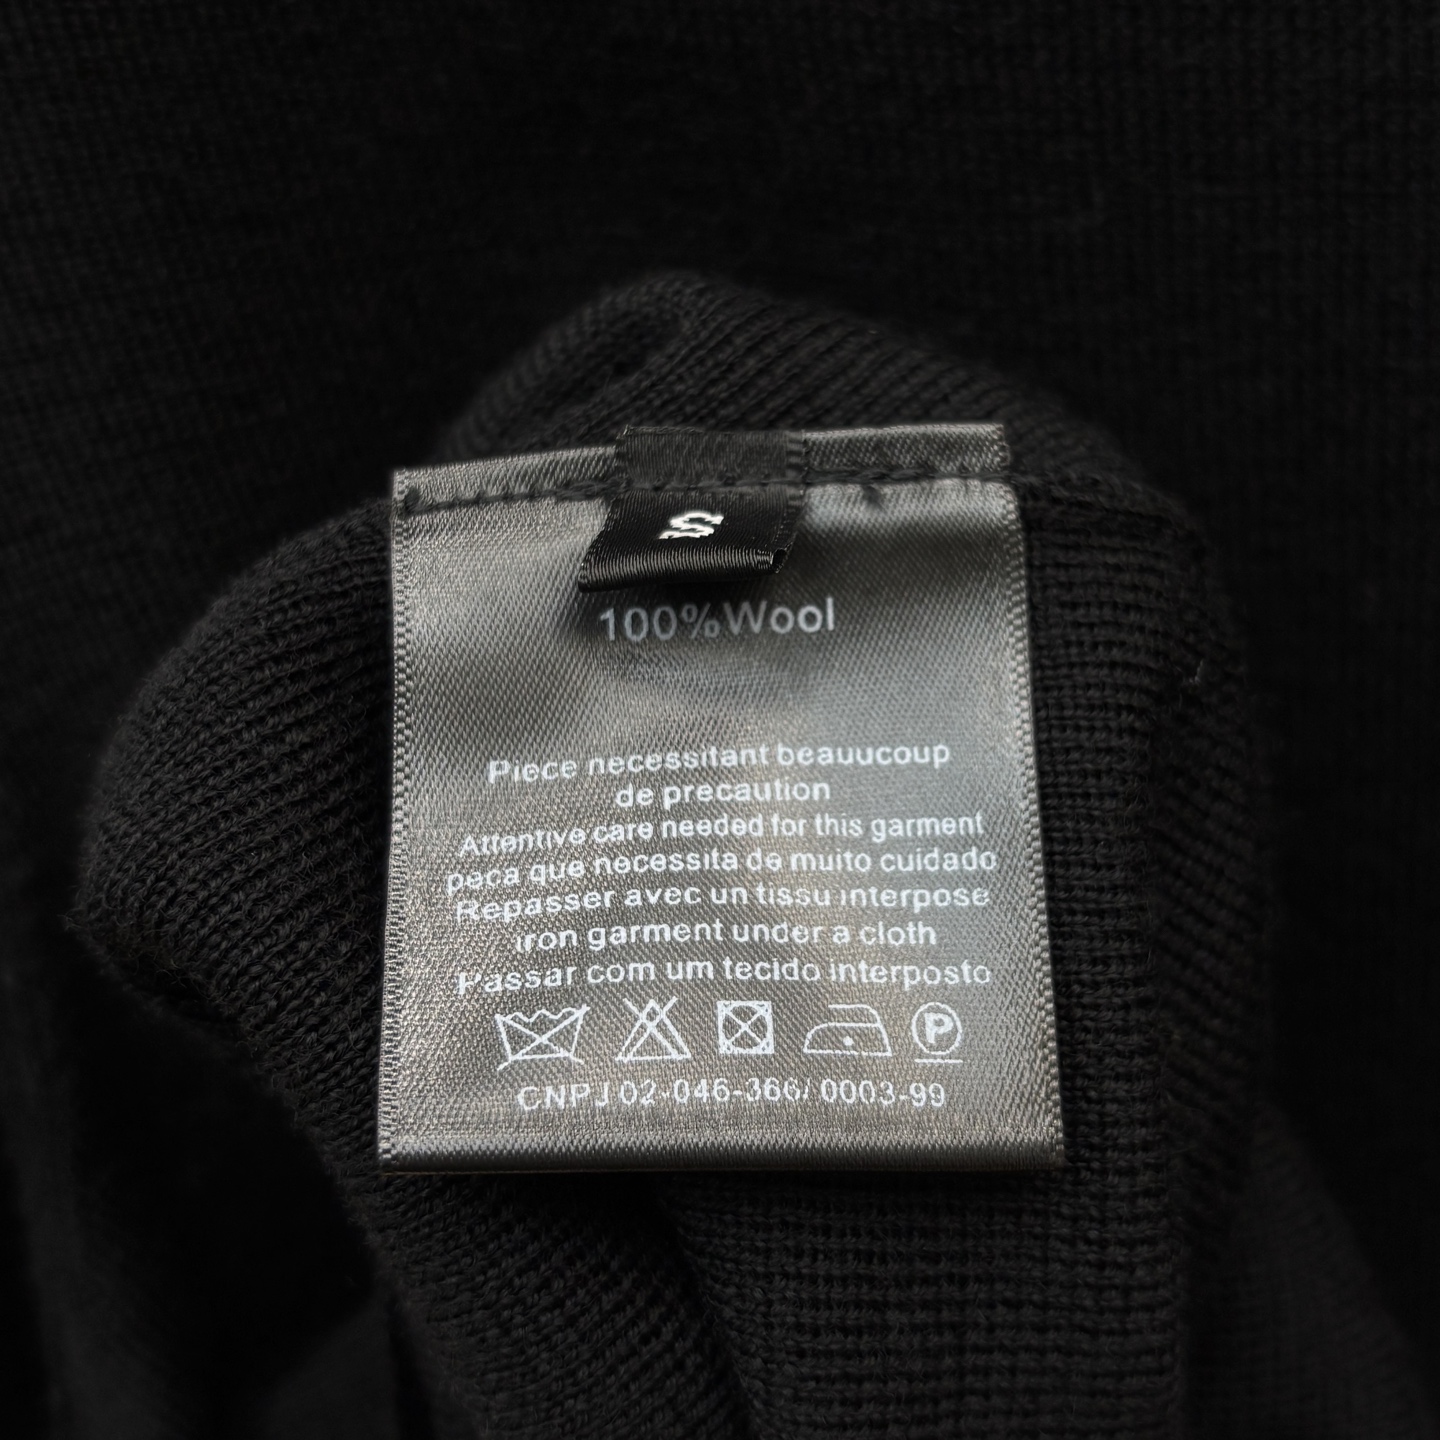 S
100%Wool
Piece necessitant beauucoup
de precaution
Attentive care needed for this garment
peca que necessita de muito cuidado
Repasser avec un tissu interpose
iron garment under a cloth
Passar com um tecido interposto
P
CNPJ 02-046-366/ 0003-99